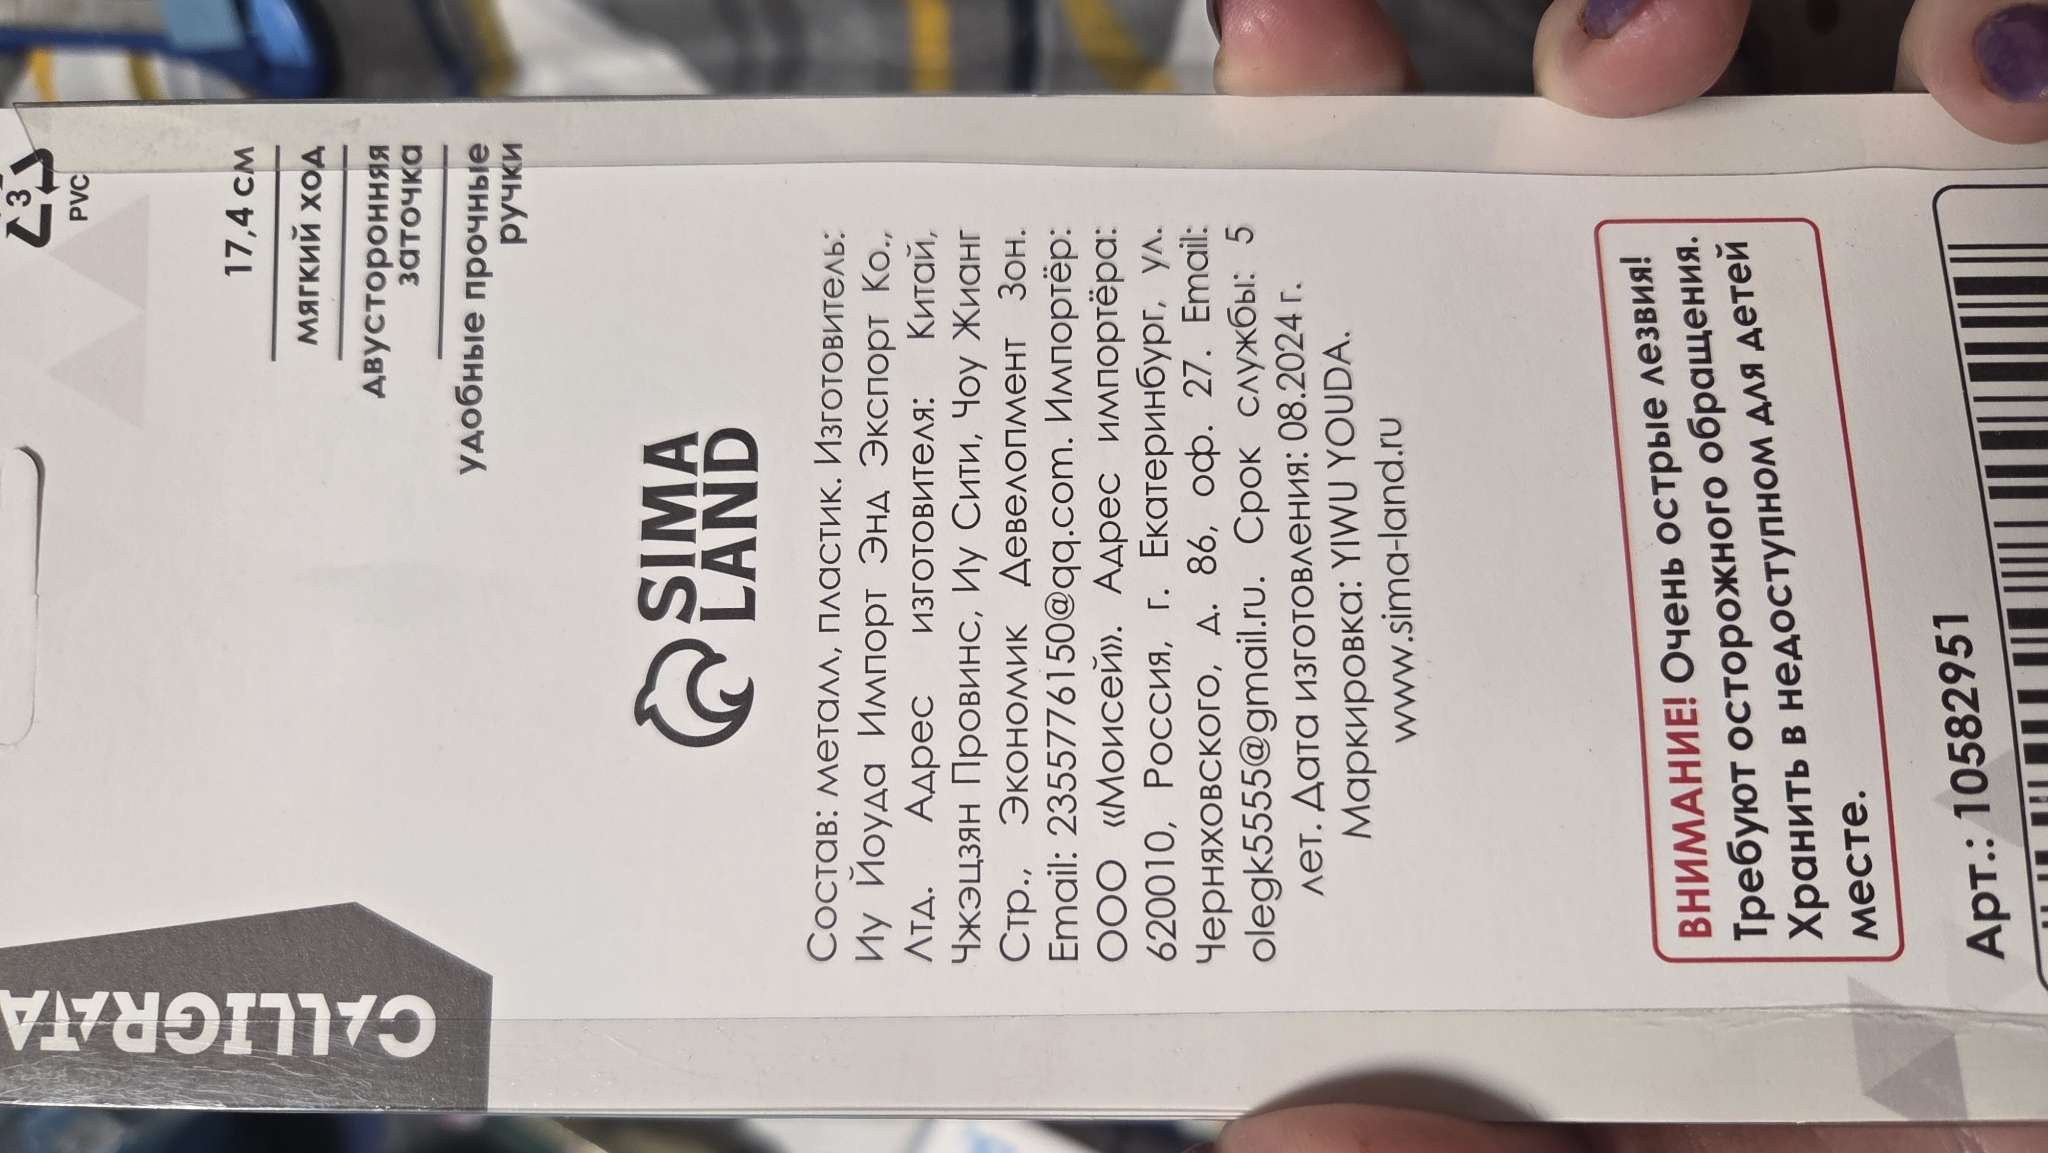 CALLIGRATA
3
PVC
17,4 см
мягкий ход
двусторонняя
заточка
удобные прочные
ручки
SIMA
LAND
Состав: металл, пластик. Изготовитель:
Иу Йоуда Импорт Энд Экспорт Ко.,
Лтд. Адрес изготовителя: Китай,
Чжэцзян Провинс, Иу Сити, Чоу Жианг
Стр., Экономик Девелопмент Зон.
Email: 2355776150@qq.com. Импортёр:
ООО «Моисей». Адрес импортёра:
620010, Россия, г. Екатеринбург, ул.
Черняховского, д. 86, оф. 27. Email:
olegk55555@gmail.ru. Срок службы: 5
лет. Дата изготовления: 08.2024 г.
Маркировка: YIWU YOUDA.
www.sima-land.ru
ВНИМАНИЕ! Очень острые лезвия!
Требуют осторожного обращения.
Хранить в недоступном для детей
месте.
Арт.: 10582951